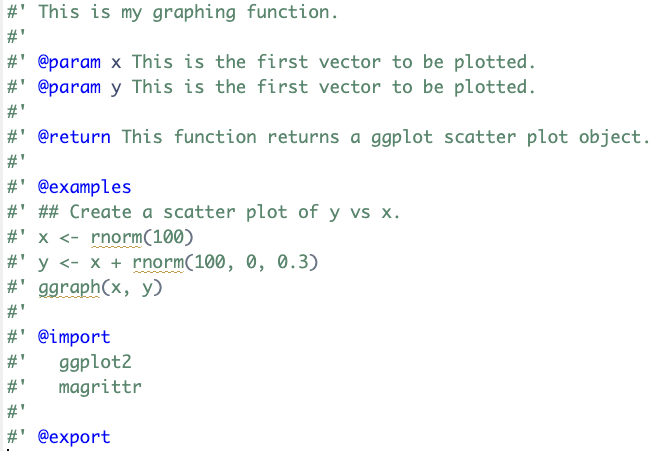 #' This is my graphing function.
#'
#' @param x This is the first vector to be plotted.
#' @param y This is the first vector to be plotted.
#'
#' @return This function returns a ggplot scatter plot object.
#'
#' @examples
#' ## Create a scatter plot of y vs x.
#' x <- rnorm(100)
#' y <- x + rnorm(100, 0, 0.3)
#' ggraph(x, y)
#'
#' @import
#'   ggplot2
#'   magrittr
#'
#' @export